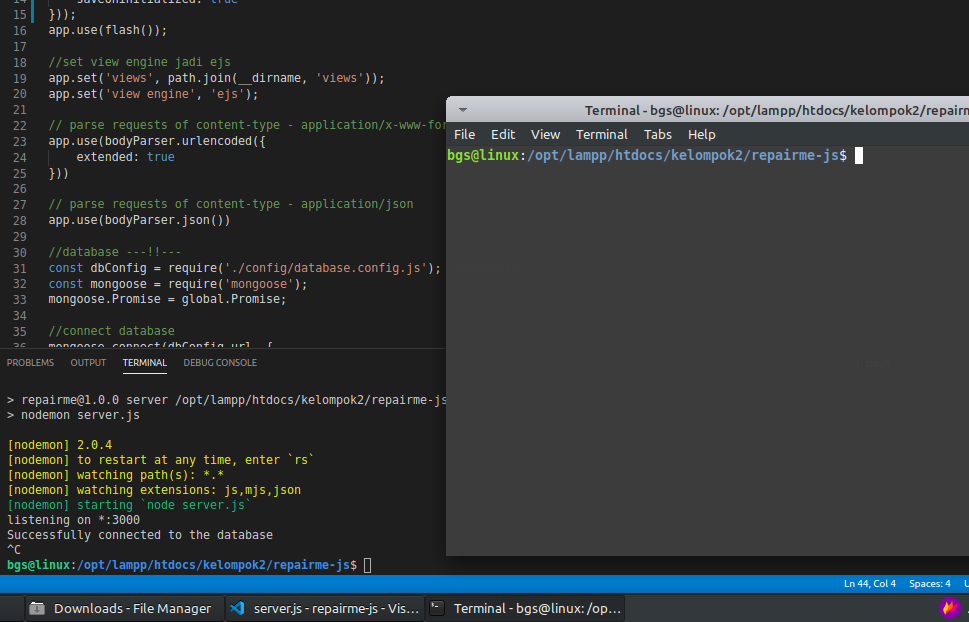 14 saveUninitialized: true
15 }));
16 app.use(flash());
17
18 //set view engine jadi ejs
19 app.set('views', path.join(__dirname, 'views'));
20 app.set('view engine', 'ejs');
21
22 // parse requests of content-type - application/x-www-for
23 app.use(bodyParser.urlencoded({
24 extended: true
25 }))
26
27 // parse requests of content-type - application/json
28 app.use(bodyParser.json())
29
30 //database ---!!---
31 const dbConfig = require('./config/database.config.js');
32 const mongoose = require('mongoose');
33 mongoose.Promise = global.Promise;
34
35 //connect database
36 mongoose.connect(dbConfig.url, {
PROBLEMS OUTPUT TERMINAL DEBUG CONSOLE
> repairme@1.0.0 server /opt/lampp/htdocs/kelompok2/repairme-js
> nodemon server.js
[nodemon] 2.0.4
[nodemon] to restart at any time, enter `rs`
[nodemon] watching path(s): *.*
[nodemon] watching extensions: js,mjs,json
[nodemon] starting `node server.js`
listening on *:3000
Successfully connected to the database
^C
bgs@linux:/opt/lampp/htdocs/kelompok2/repairme-js$
Terminal - bgs@linux: /opt/lampp/htdocs/kelompok2/repairm
File Edit View Terminal Tabs Help
bgs@linux:/opt/lampp/htdocs/kelompok2/repairme-js$
Ln 44, Col 4 Spaces: 4 U
Downloads - File Manager server.js - repairme-js - Vis... Terminal - bgs@linux: /op...